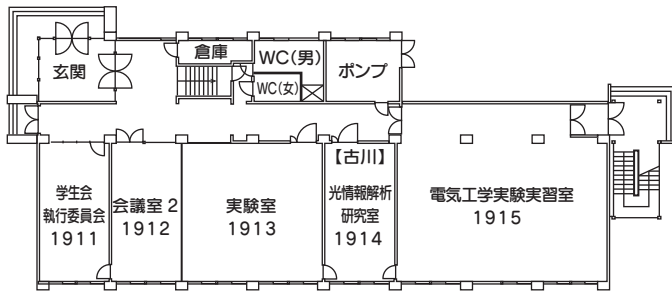 倉庫
WC(男)
玄関
ポンプ
WC(女)
学生会
執行委員会
1911
会議室2
1912
実験室
1913
【古川】
光情報解析
研究室
1914
電気工学実験実習室
1915